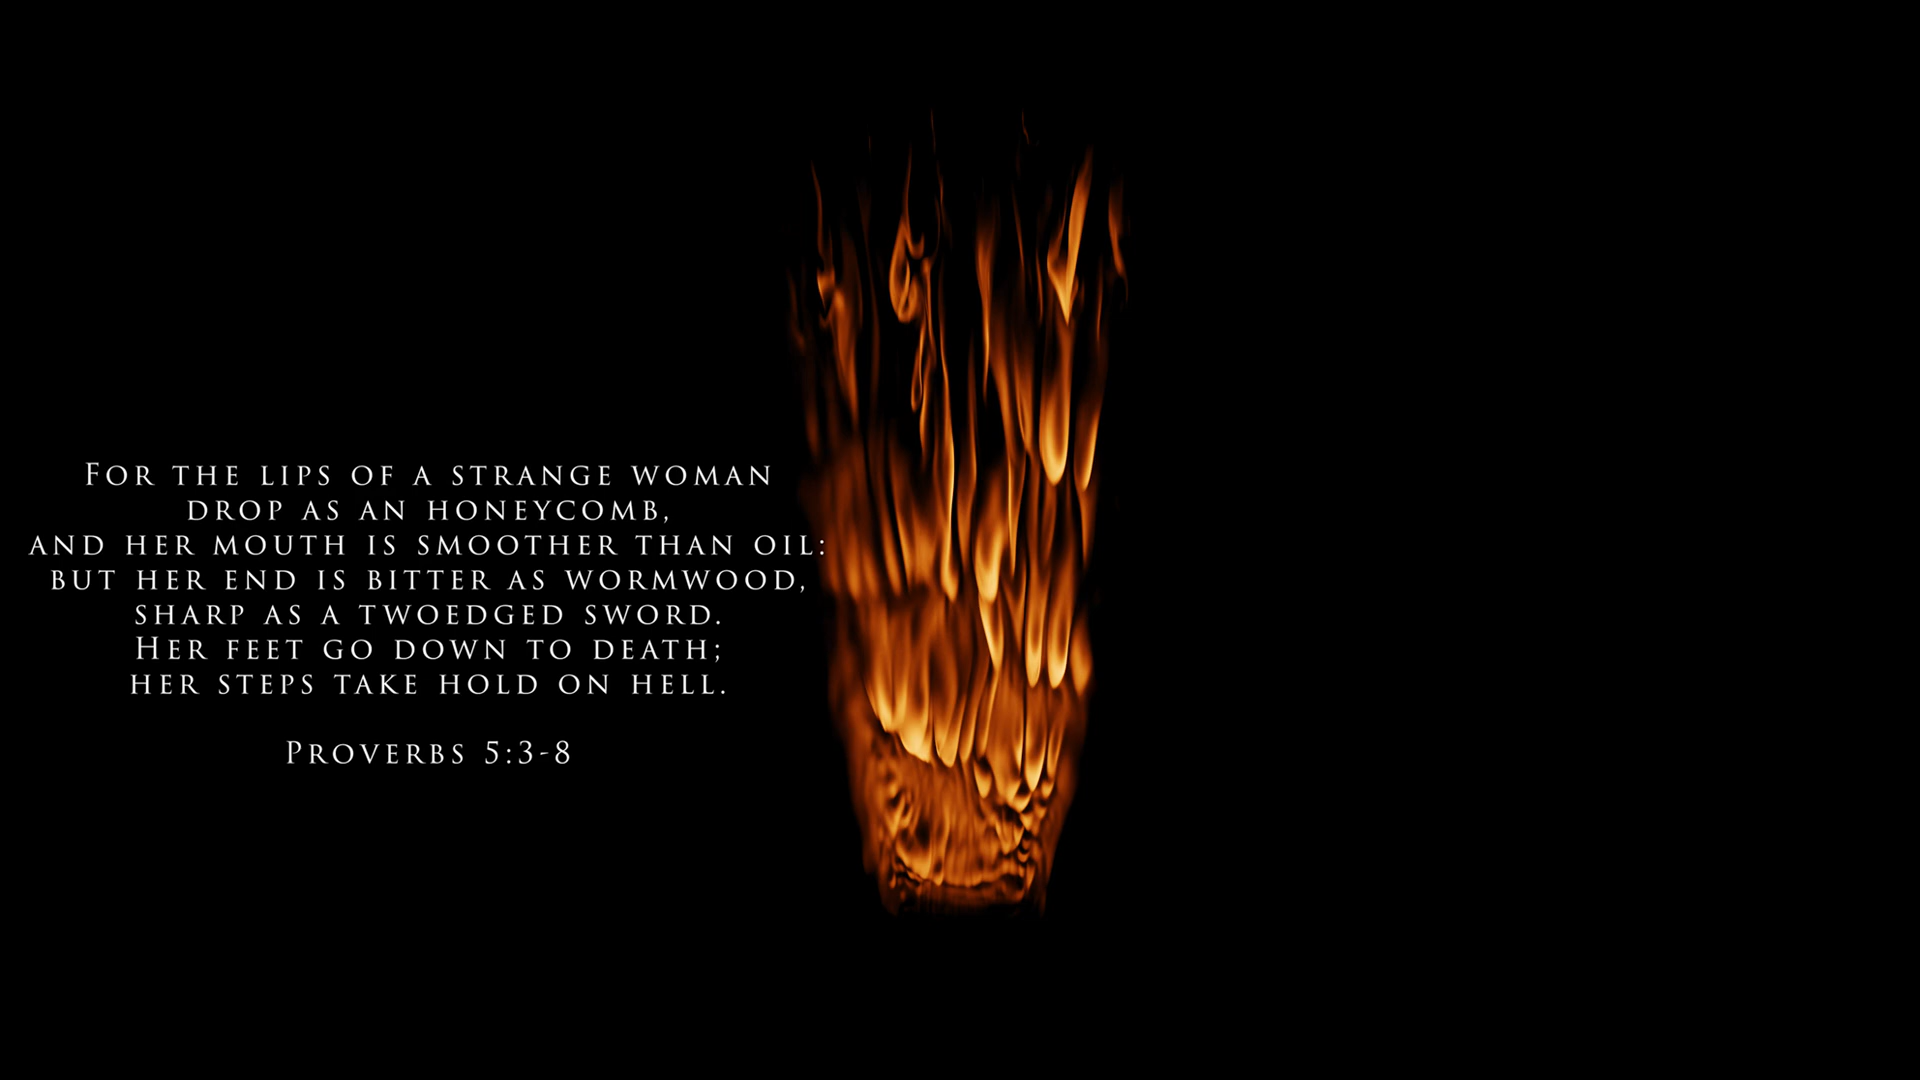 For the lips of a strange woman
drop as an honeycomb,
and her mouth is smoother than oil:
but her end is bitter as wormwood,
sharp as a twoedged sword.
Her feet go down to death;
her steps take hold on hell.
Proverbs 5:3-8